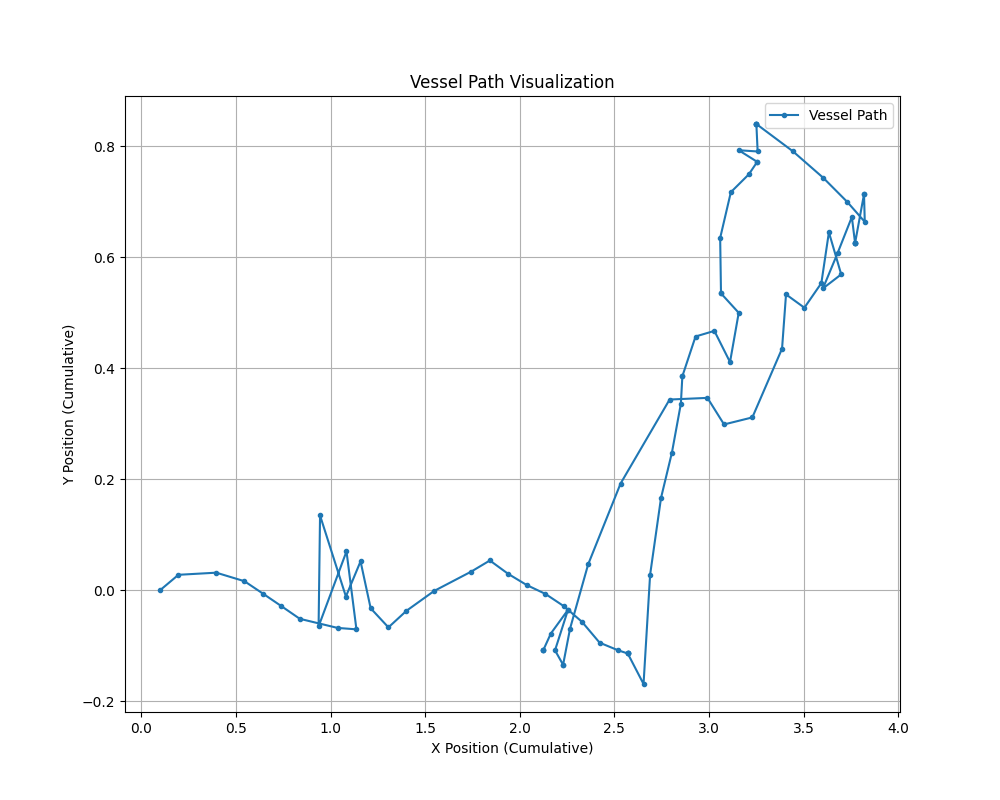 Vessel Path Visualization
Vessel Path
Y Position (Cumulative)
0.8
0.6
0.4
0.2
0.0
−0.2
0.0 0.5 1.0 1.5 2.0 2.5 3.0 3.5 4.0
X Position (Cumulative)